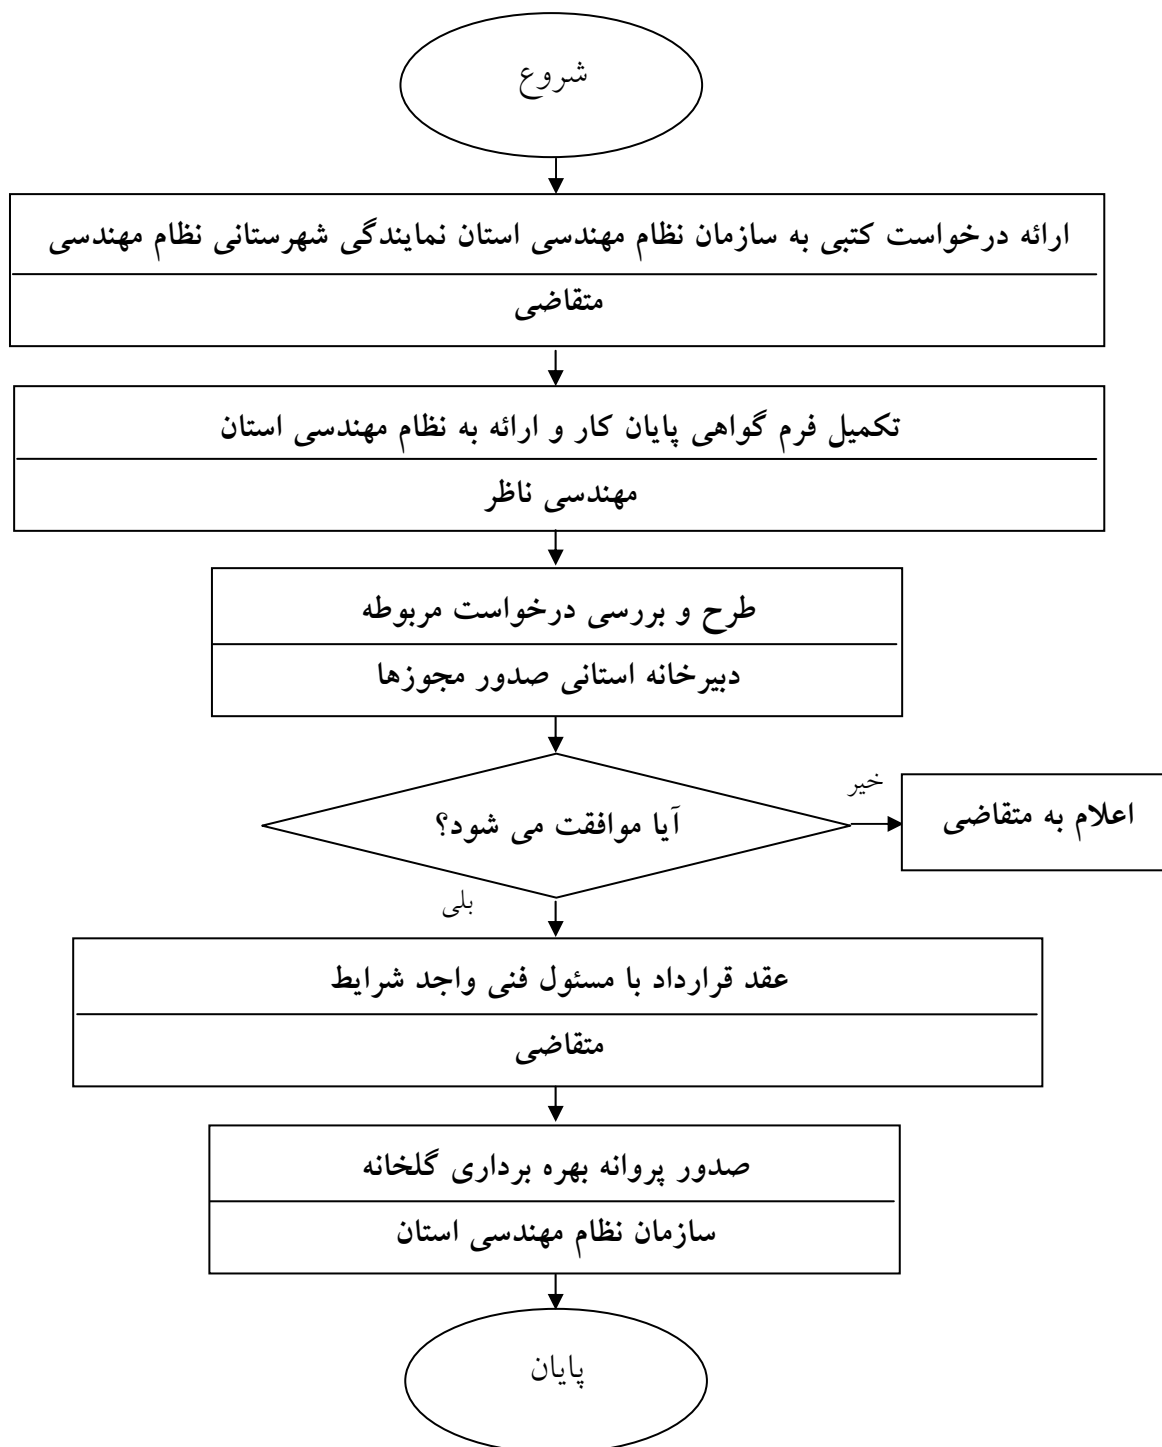 شروع
ارائه درخواست کتبی به سازمان نظام مهندسی استان نمایندگی شهرستانی نظام مهندسی
متقاضی
تکمیل فرم گواهی پایان کار و ارائه به نظام مهندسی استان
مهندسی ناظر
طرح و بررسی درخواست مربوطه
دبیرخانه استانی صدور مجوزها
آیا موافقت می شود؟
خیر
اعلام به متقاضی
بلی
عقد قرارداد با مسئول فنی واجد شرایط
متقاضی
صدور پروانه بهره برداری گلخانه
سازمان نظام مهندسی استان
پایان